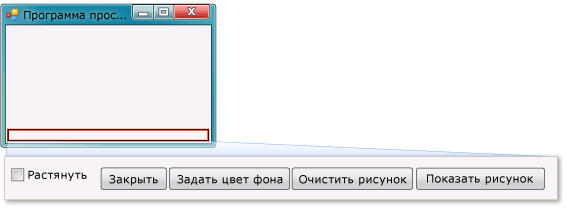 Программа прос...
Растянуть Закрыть Задать цвет фона Очистить рисунок Показать рисунок